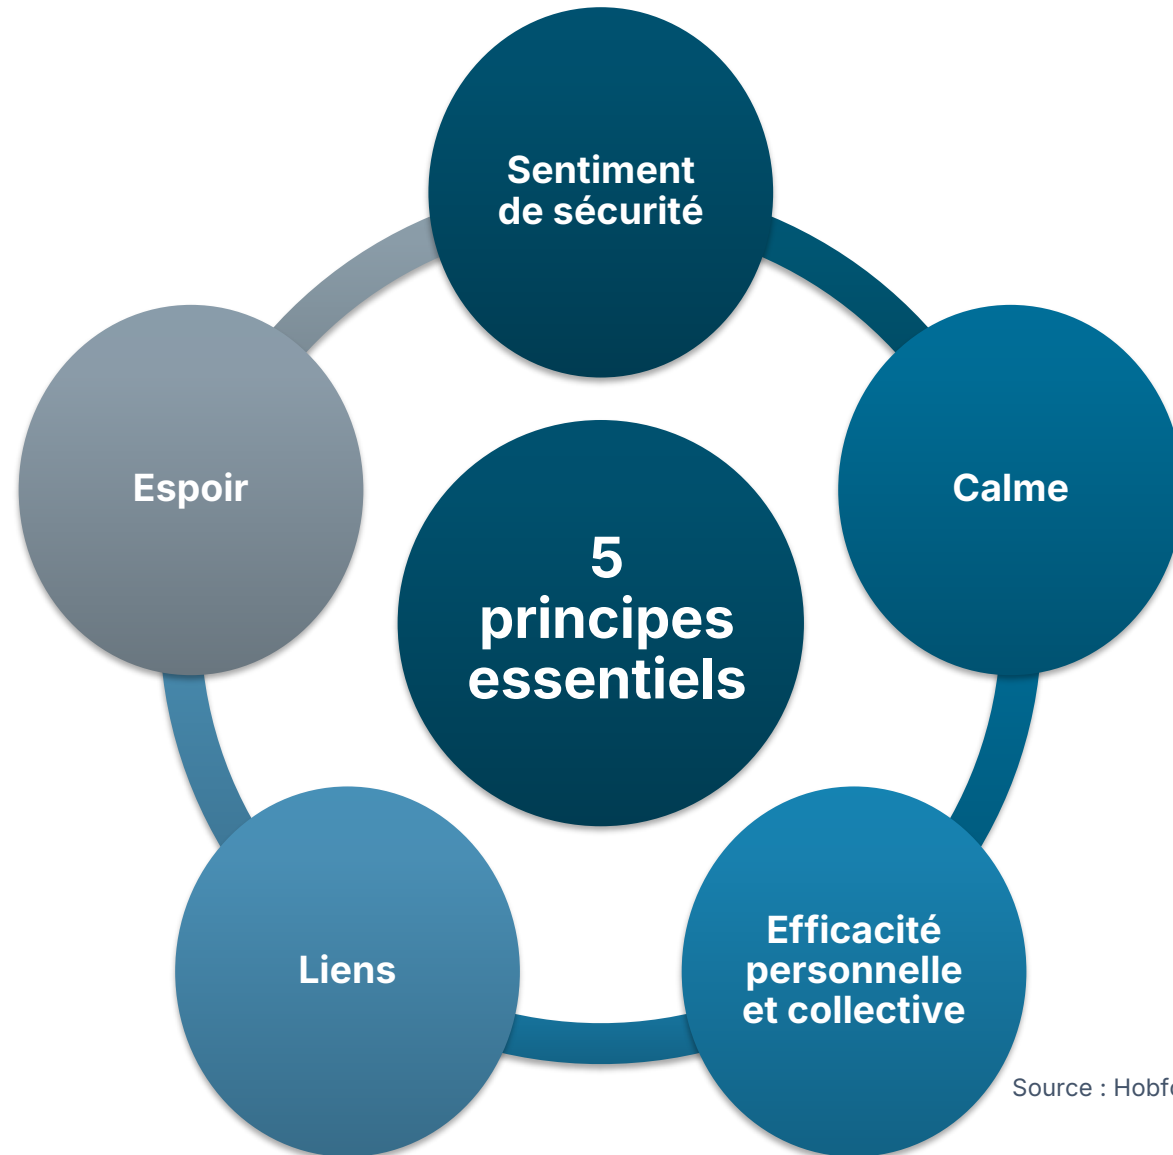 Sentiment
de sécurité
Calme
Efficacité
personnelle
et collective
Liens
Espoir
5
principes
essentiels
Source :